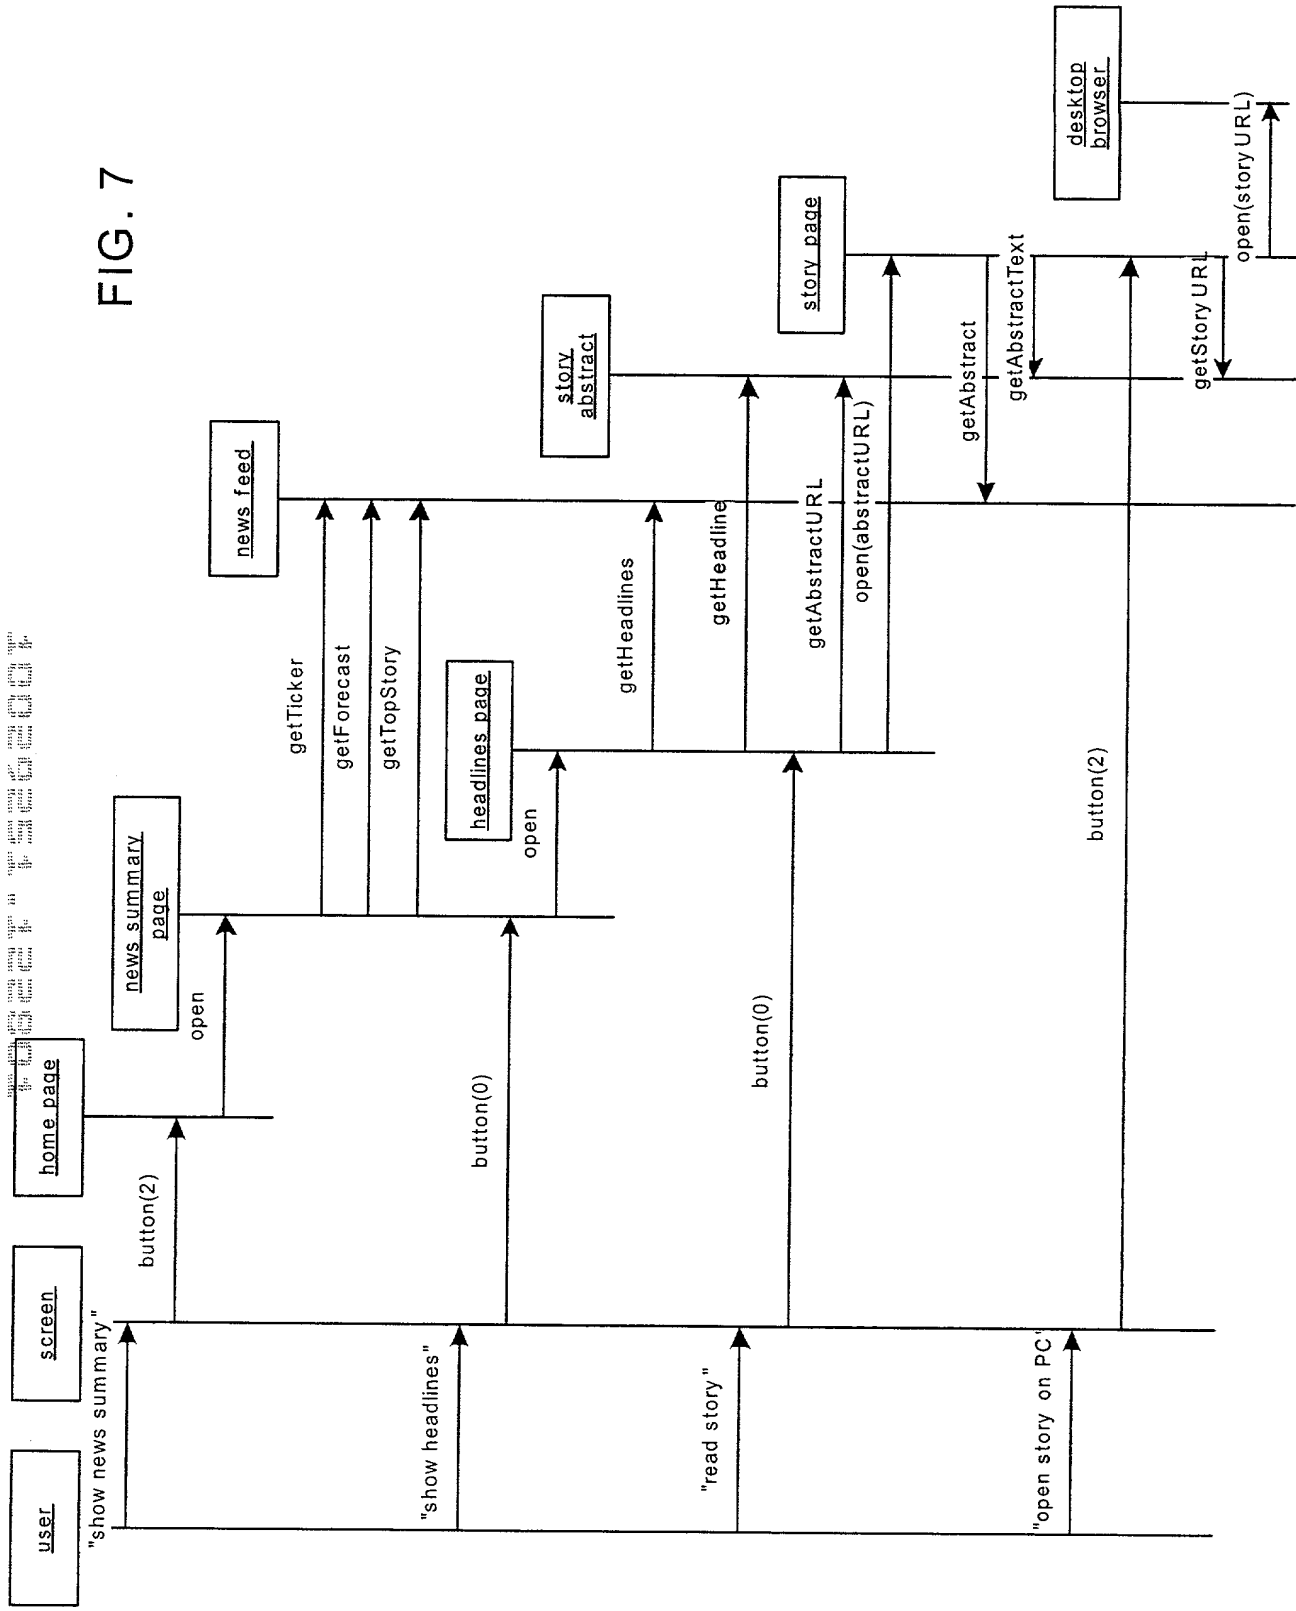 FIG. 7
user
screen
home page
news summary
page
news feed
headlines page
story
abstract
story page
desktop
browser
"show news summary"
button(2)
open
getTicker
getForecast
getTopStory
"show headlines"
button(0)
open
getHeadlines
getHeadline
"read story"
button(0)
getAbstractURL
open(abstractURL)
getAbstract
getAbstractText
"open story on PC"
button(2)
getStoryURL
open(storyURL)